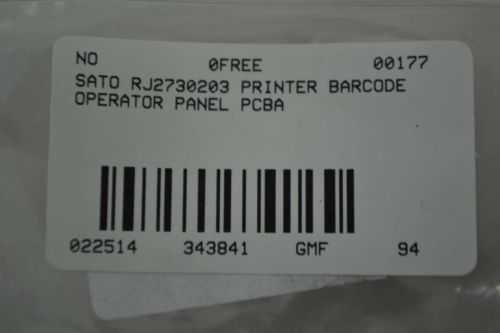 NO 0FREE 00177
SATO RJ2730203 PRINTER BARCODE
OPERATOR PANEL PCBA
022514 343841 GMF 94